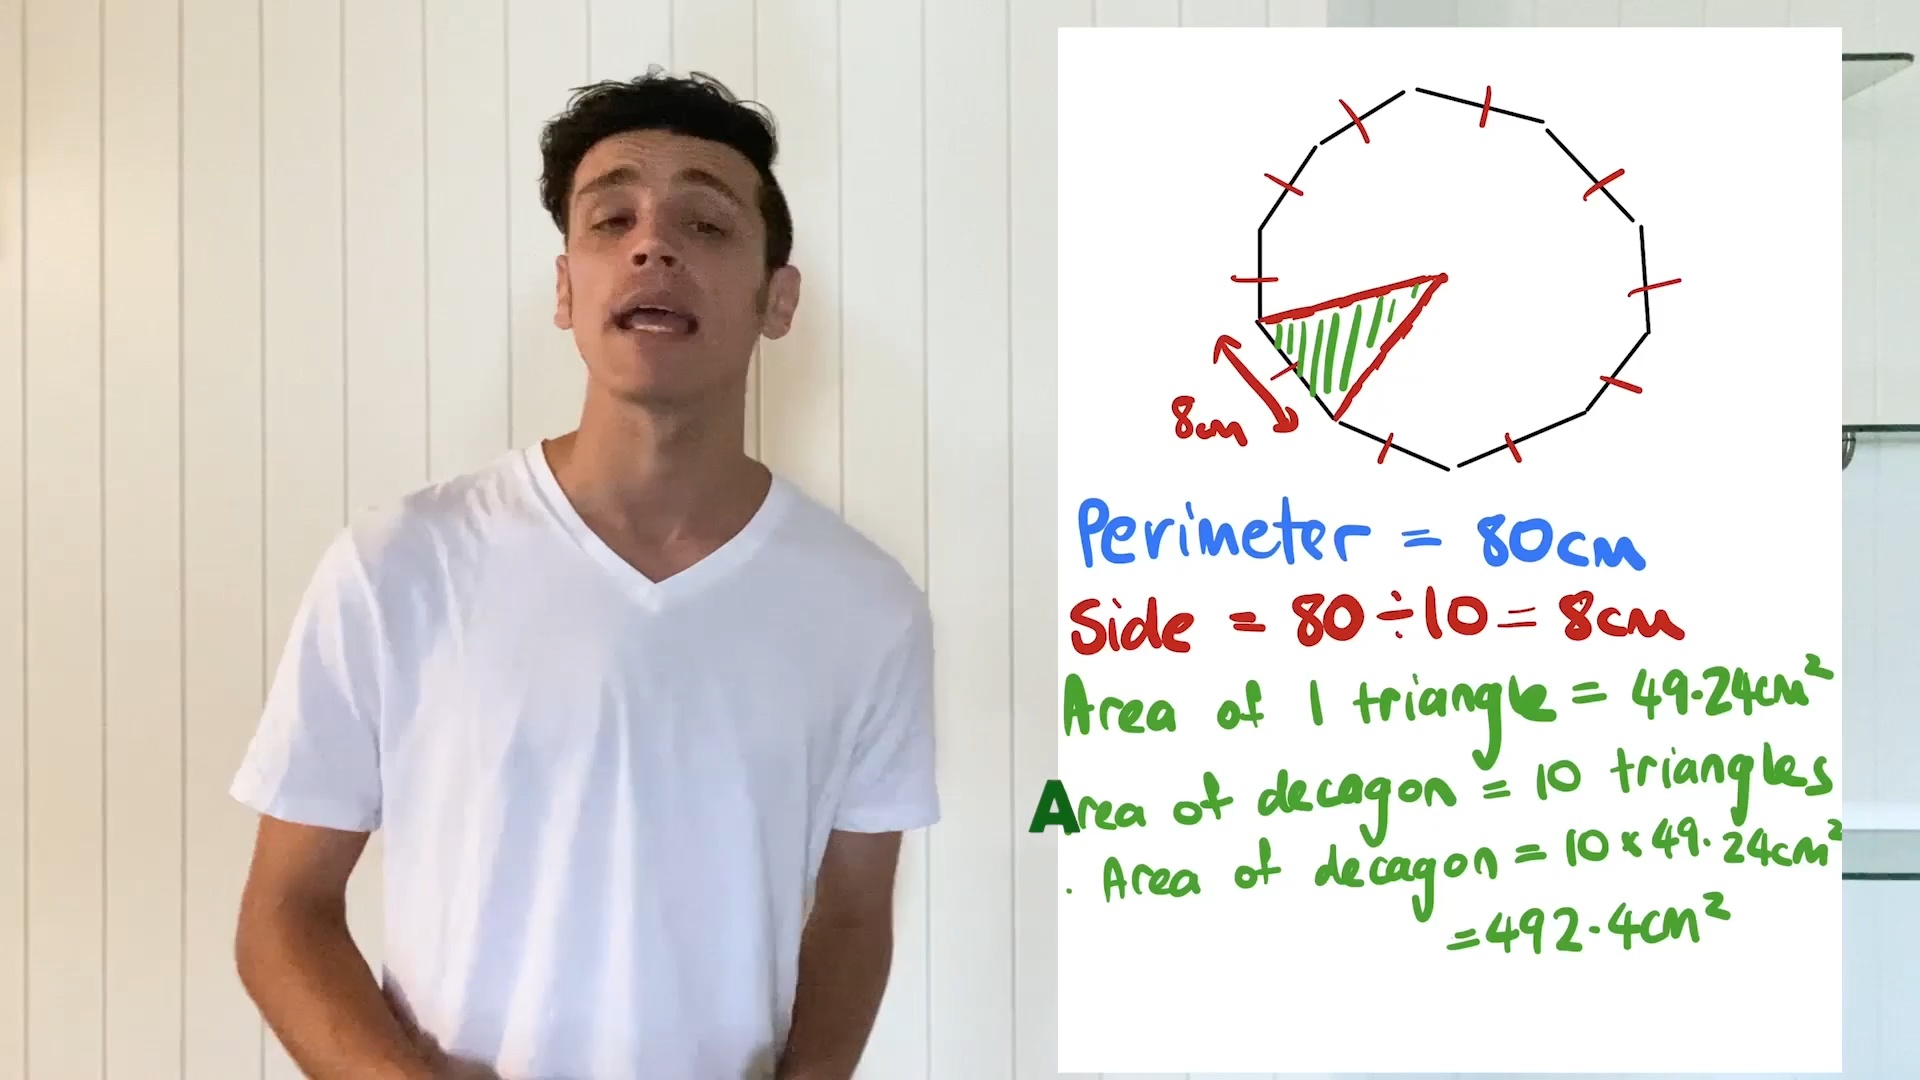 8cm
Perimeter = 80cm
Side = 80 ÷ 10 = 8cm
Area of 1 triangle = 49.24cm²
Area of decagon = 10 triangles
. Area of decagon = 10 x 49.24cm²
= 492.4cm²